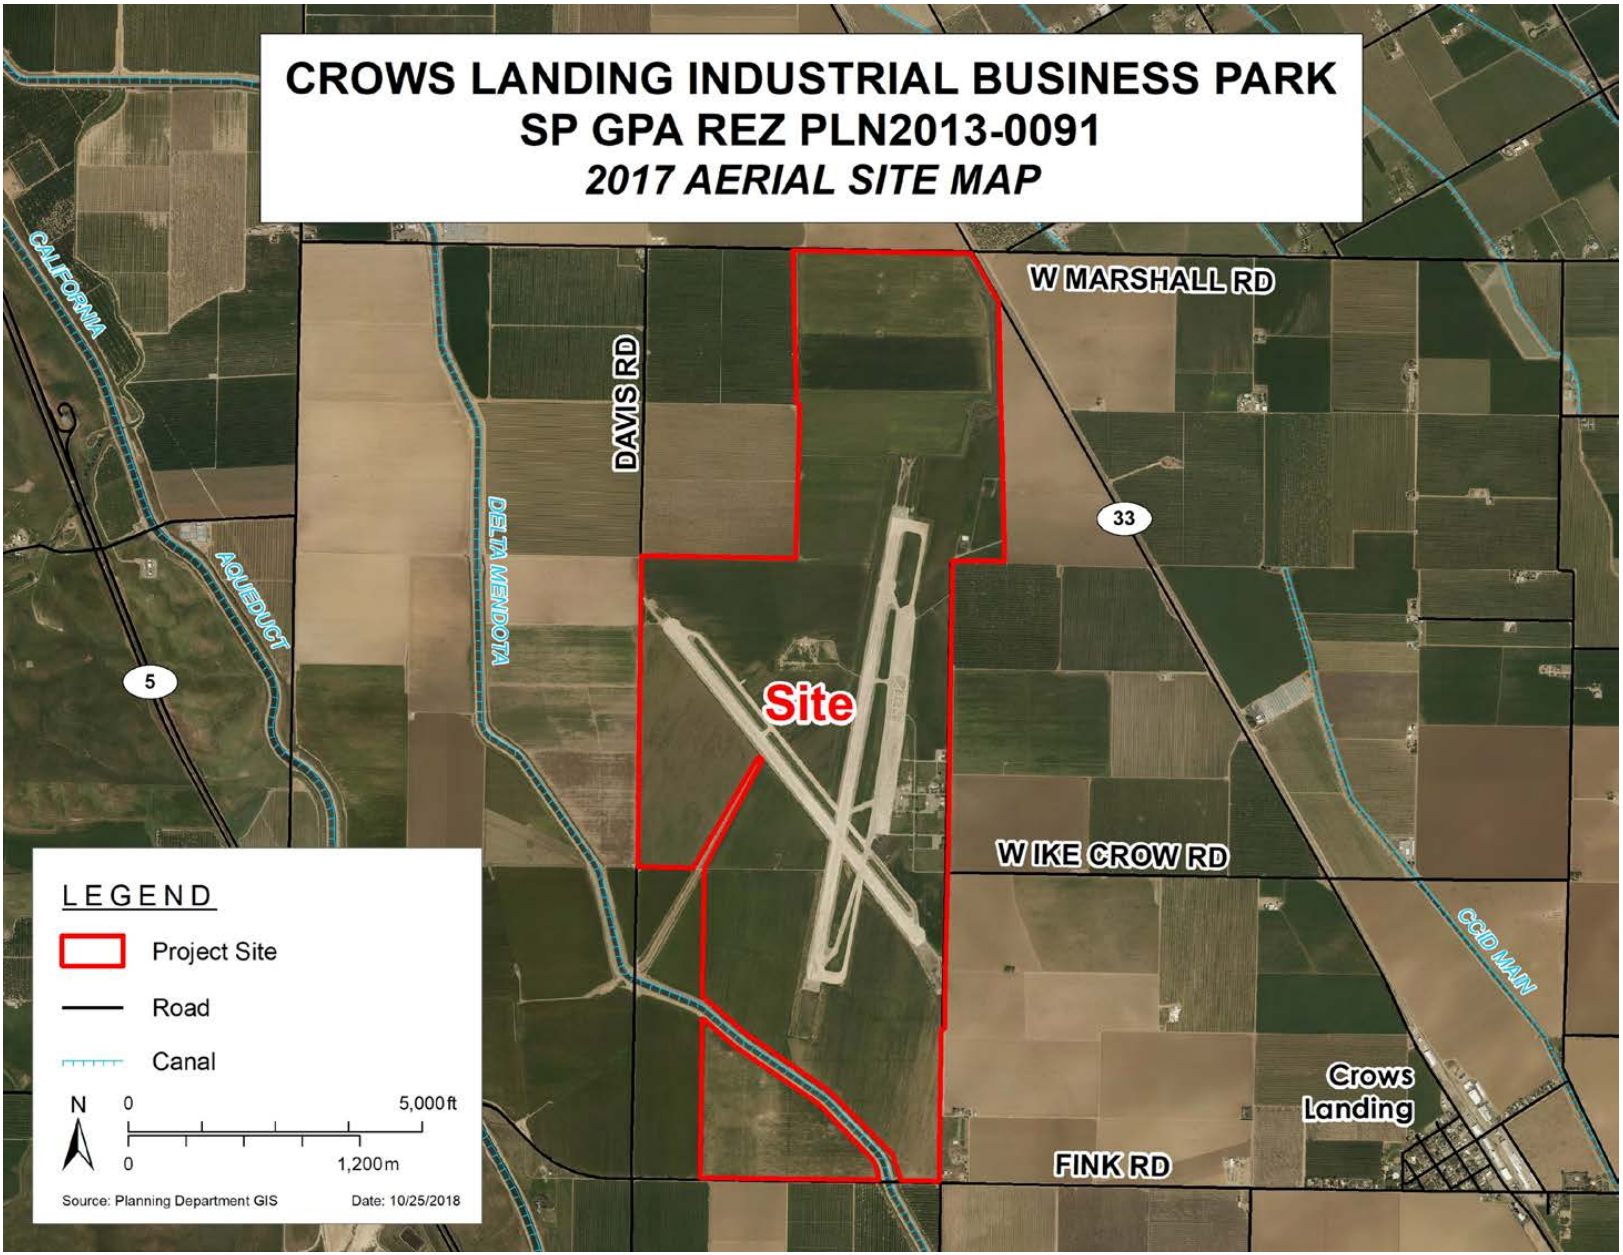 CROWS LANDING INDUSTRIAL BUSINESS PARK
SP GPA REZ PLN2013-0091
2017 AERIAL SITE MAP
W MARSHALL RD
CALIFORNIA
AQUEDUCT
DAVIS RD
DELTA MENDOTA
33
5
Site
W IKE CROW RD
CCID MAIN
Crows
Landing
FINK RD
LEGEND
Project Site
Road
Canal
N
0 5,000 ft
0 1,200 m
Source: Planning Department GIS Date: 10/25/2018